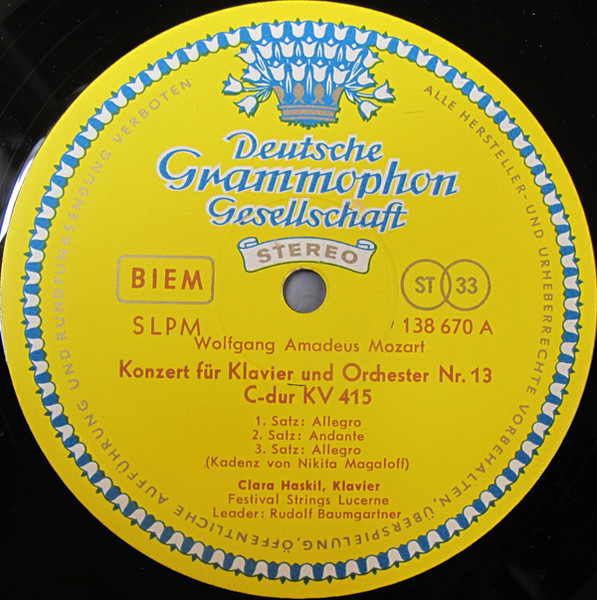 Deutsche
Grammophon
Gesellschaft
STEREO
BIEM
ST 33
SLPM
138 670 A
Wolfgang Amadeus Mozart
Konzert für Klavier und Orchester Nr. 13
C-dur KV 415
1. Satz: Allegro
2. Satz: Andante
3. Satz: Allegro
(Kadenz von Nikita Magaloff)
Clara Haskil, Klavier
Festival Strings Lucerne
Leader: Rudolf Baumgartner
ALLE HERSTELLER- UND URHEBERRECHTE VORBEHALTEN, ÜBERSPIELUNG, ÖFFENTLICHE AUFFÜHRUNG UND RUNDFUNKSENDUNG VERBOTEN